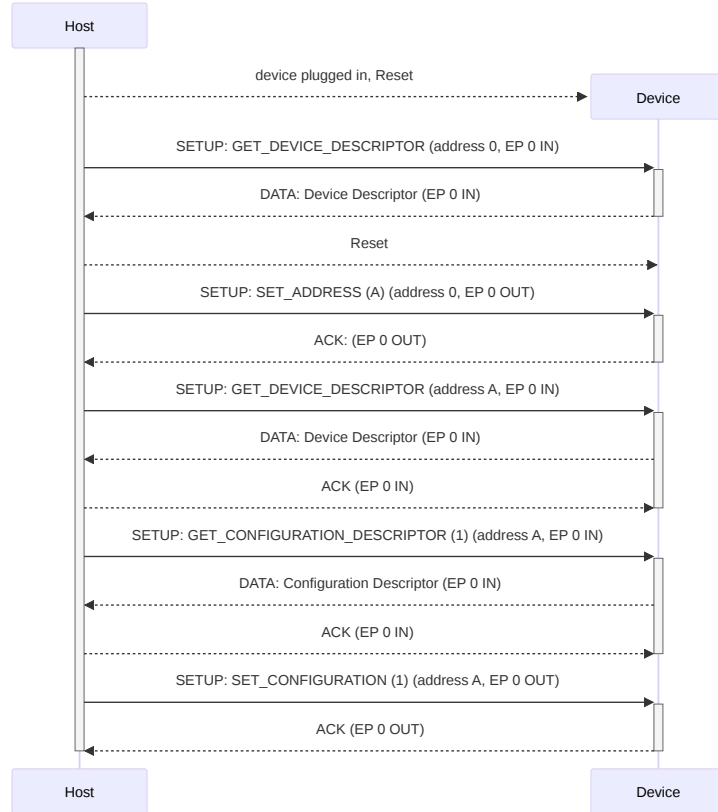 Host
device plugged in, Reset
Device
SETUP: GET_DEVICE_DESCRIPTOR (address 0, EP 0 IN)
DATA: Device Descriptor (EP 0 IN)
Reset
SETUP: SET_ADDRESS (A) (address 0, EP 0 OUT)
ACK: (EP 0 OUT)
SETUP: GET_DEVICE_DESCRIPTOR (address A, EP 0 IN)
DATA: Device Descriptor (EP 0 IN)
ACK (EP 0 IN)
SETUP: GET_CONFIGURATION_DESCRIPTOR (1) (address A, EP 0 IN)
DATA: Configuration Descriptor (EP 0 IN)
ACK (EP 0 IN)
SETUP: SET_CONFIGURATION (1) (address A, EP 0 OUT)
ACK (EP 0 OUT)
Host
Device